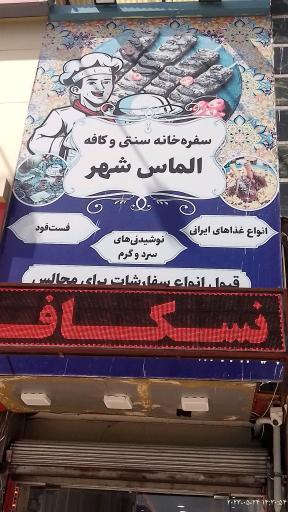 سفره‌خانه سنتی و کافه
الماس شهر
انواع غذاهای ایرانی
نوشیدنی‌های
سرد و گرم
فست‌فود
قبول انواع سفارشات برای مجالس
نسکاف